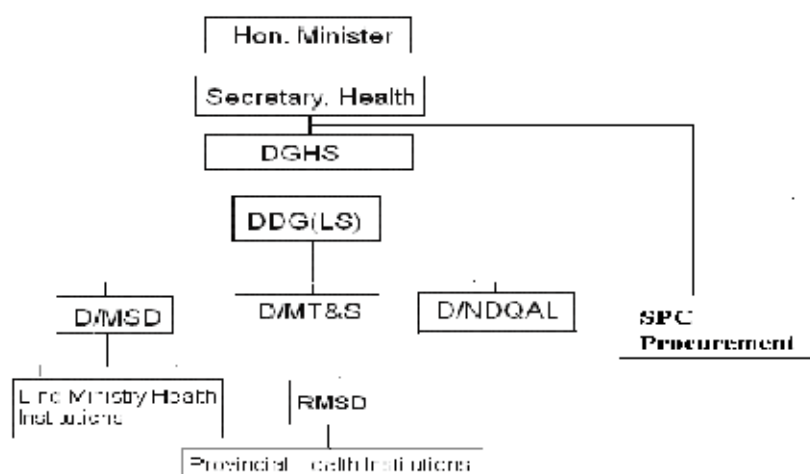 Hon. Minister
Secretary, Health
DGHS
DDG(LS)
D/MSD
D/MT&S
D/NDQAL
SPC
Procurement
Line Ministry Health
Institutions
RMSD
Provincial Health Institutions